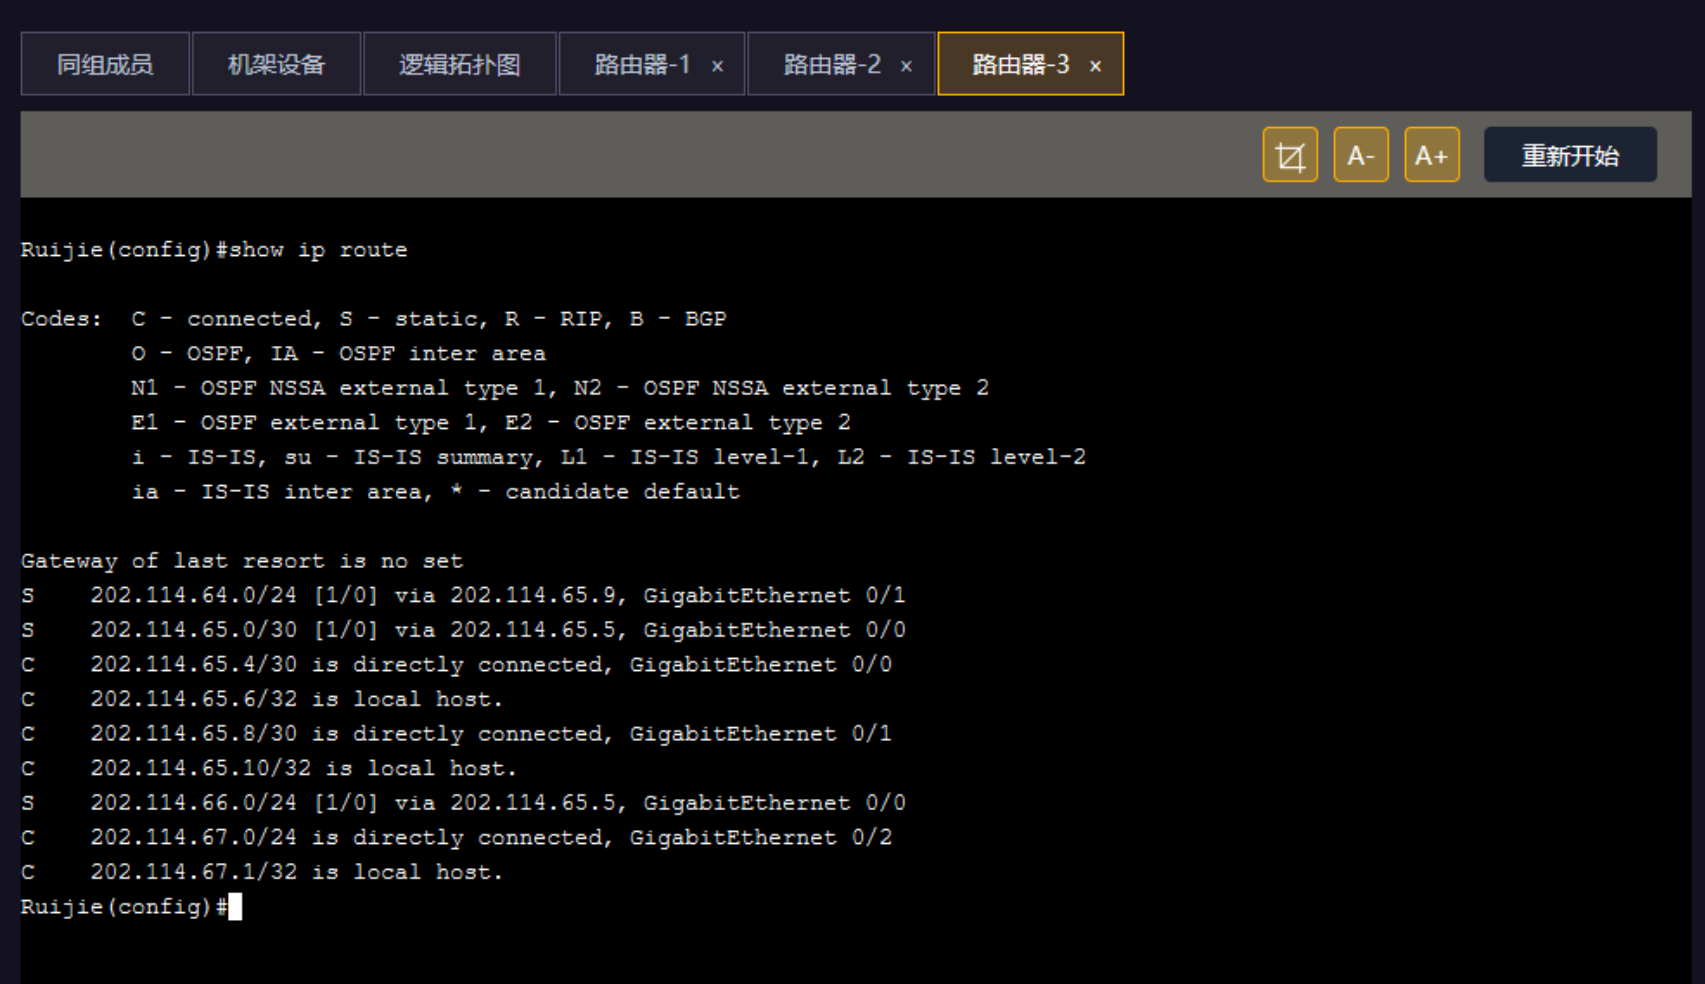 同组成员 机架设备 逻辑拓扑图 路由器-1 × 路由器-2 × 路由器-3 ×
A- A+ 重新开始
Ruijie(config)#show ip route
Codes:  C - connected, S - static, R - RIP, B - BGP
        O - OSPF, IA - OSPF inter area
        N1 - OSPF NSSA external type 1, N2 - OSPF NSSA external type 2
        E1 - OSPF external type 1, E2 - OSPF external type 2
        i - IS-IS, su - IS-IS summary, L1 - IS-IS level-1, L2 - IS-IS level-2
        ia - IS-IS inter area, * - candidate default
Gateway of last resort is no set
S    202.114.64.0/24 [1/0] via 202.114.65.9, GigabitEthernet 0/1
S    202.114.65.0/30 [1/0] via 202.114.65.5, GigabitEthernet 0/0
C    202.114.65.4/30 is directly connected, GigabitEthernet 0/0
C    202.114.65.6/32 is local host.
C    202.114.65.8/30 is directly connected, GigabitEthernet 0/1
C    202.114.65.10/32 is local host.
S    202.114.66.0/24 [1/0] via 202.114.65.5, GigabitEthernet 0/0
C    202.114.67.0/24 is directly connected, GigabitEthernet 0/2
C    202.114.67.1/32 is local host.
Ruijie(config)#